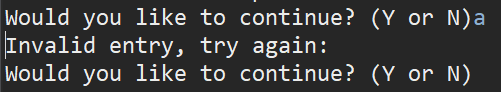 Would you like to continue? (Y or N)a
Invalid entry, try again:
Would you like to continue? (Y or N)